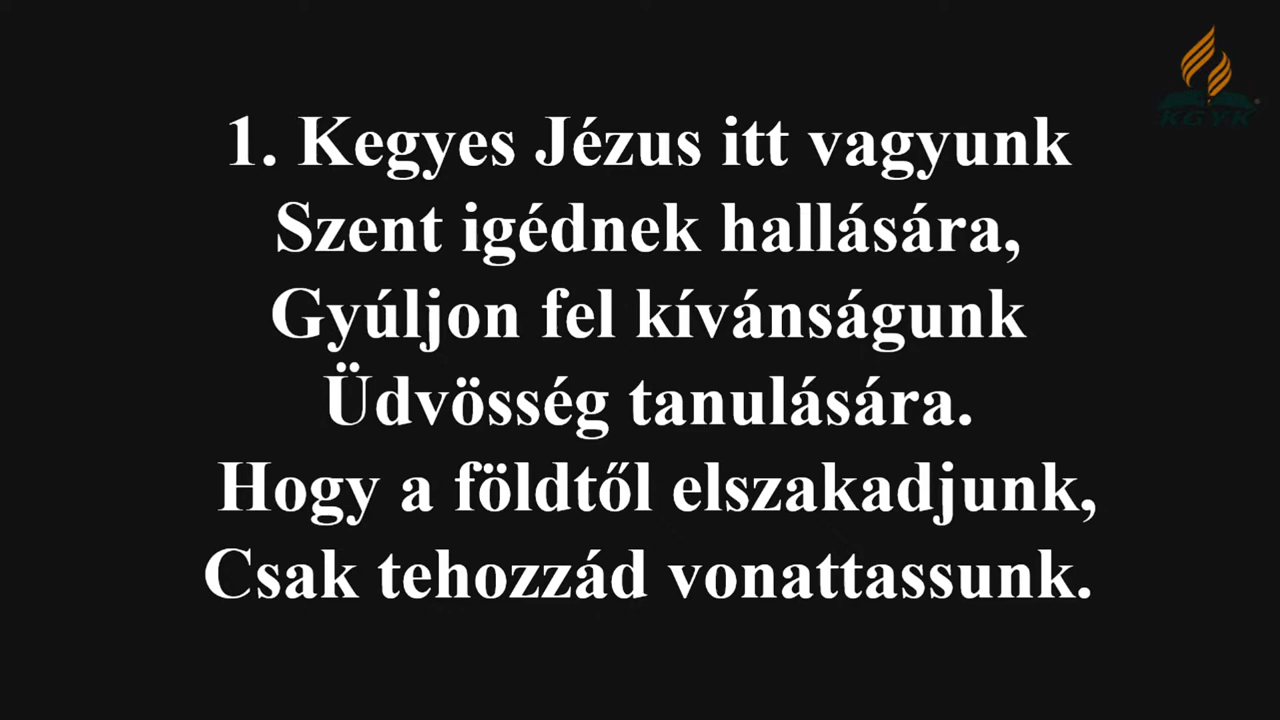 KGYK
1. Kegyes Jézus itt vagyunk
Szent igédnek hallására,
Gyúljon fel kívánságunk
Üdvösség tanulására.
Hogy a földtől elszakadjunk,
Csak tehozzád vonattassunk.